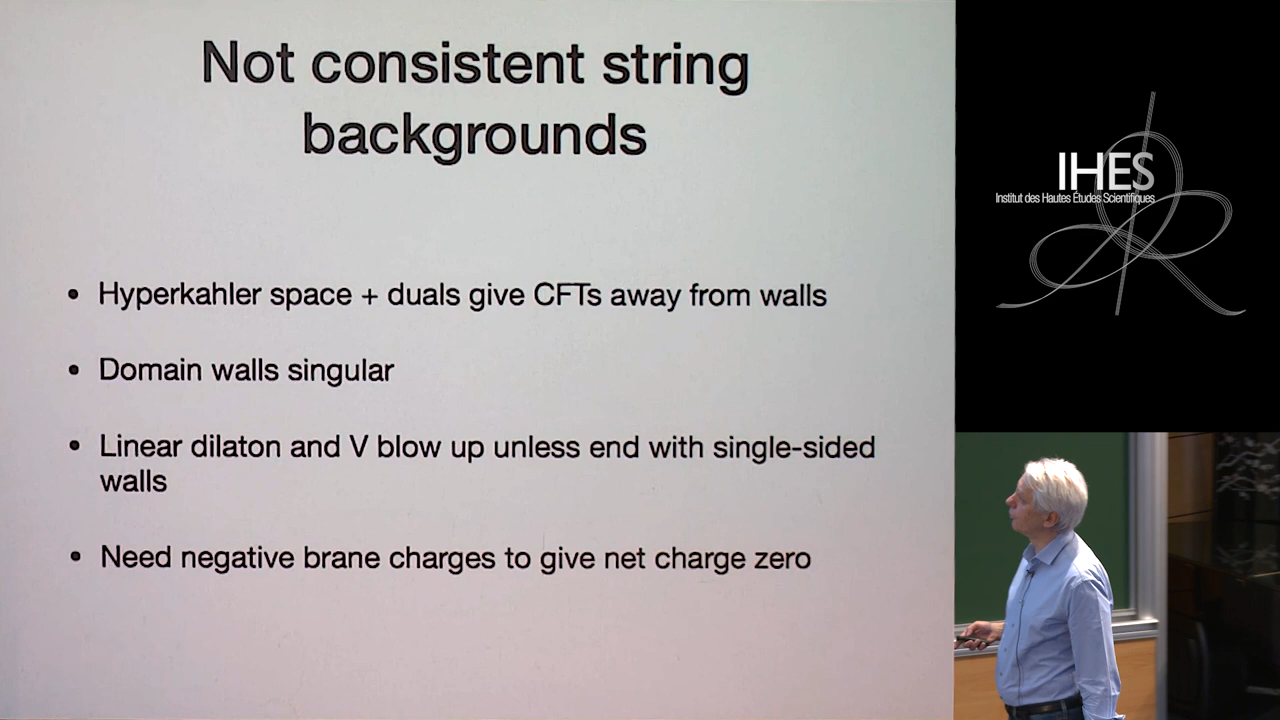 Not consistent string
backgrounds
• Hyperkahler space + duals give CFTs away from walls
• Domain walls singular
• Linear dilaton and V blow up unless end with single-sided
walls
• Need negative brane charges to give net charge zero
IHES
Institut des Hautes Études Scientifiques